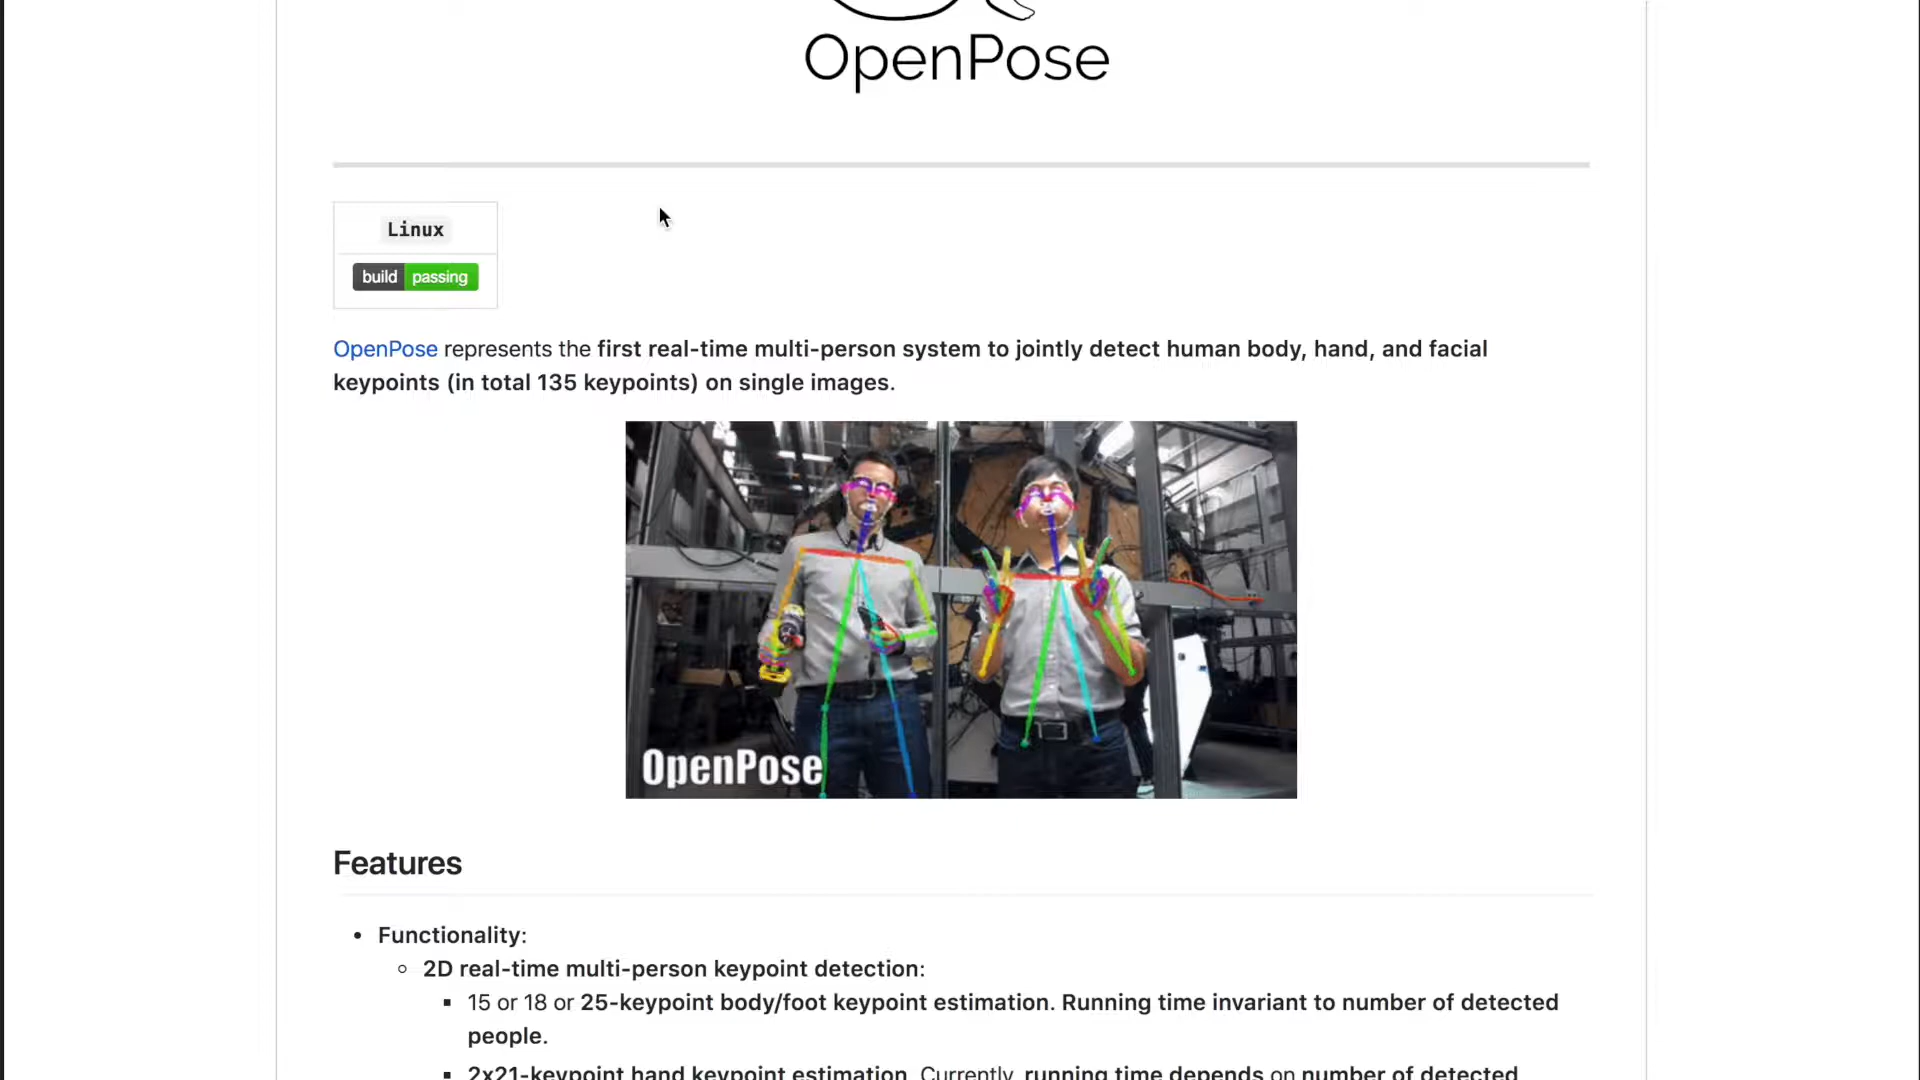 OpenPose
Linux
build passing
OpenPose represents the first real-time multi-person system to jointly detect human body, hand, and facial
keypoints (in total 135 keypoints) on single images.
OpenPose
Features
• Functionality:
○ 2D real-time multi-person keypoint detection:
▪ 15 or 18 or 25-keypoint body/foot keypoint estimation. Running time invariant to number of detected
people.
▪ 2x21-keypoint hand keypoint estimation. Currently, running time depends on number of detected